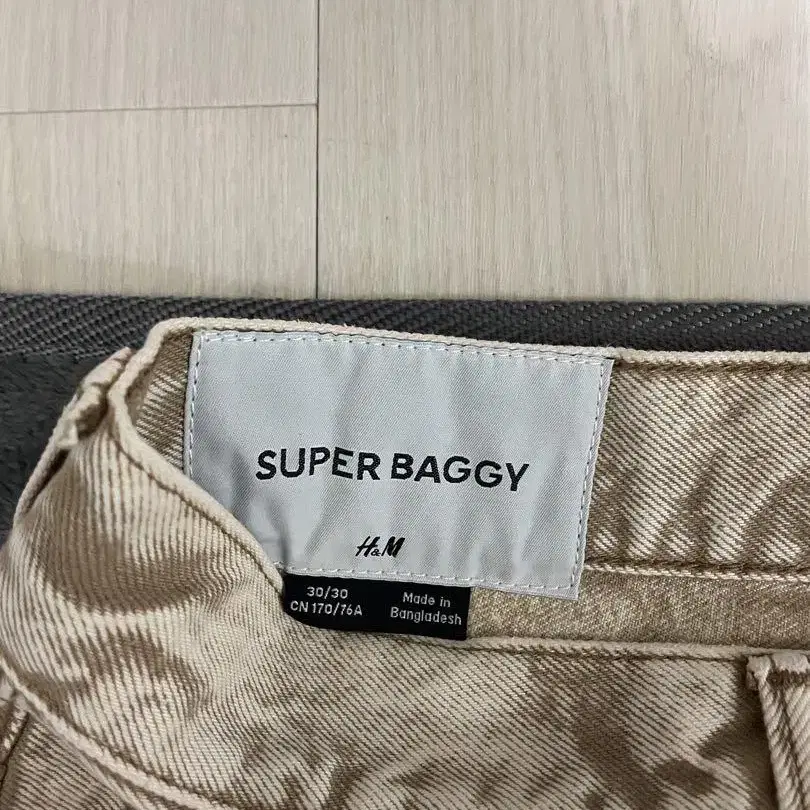 SUPER BAGGY
H&M
30/30
CN 170/76A
Made in
Bangladesh